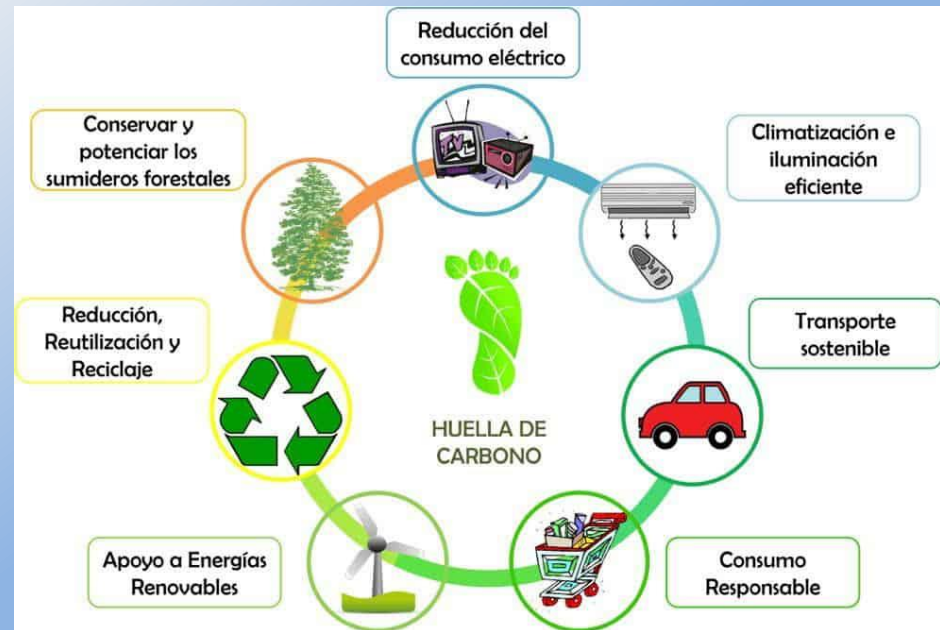 Reducción del
consumo eléctrico
Conservar y
potenciar los
sumideros forestales
Climatización e
iluminación
eficiente
TV
Reducción,
Reutilización y
Reciclaje
Transporte
sostenible
HUELLA DE
CARBONO
Apoyo a Energías
Renovables
Consumo
Responsable